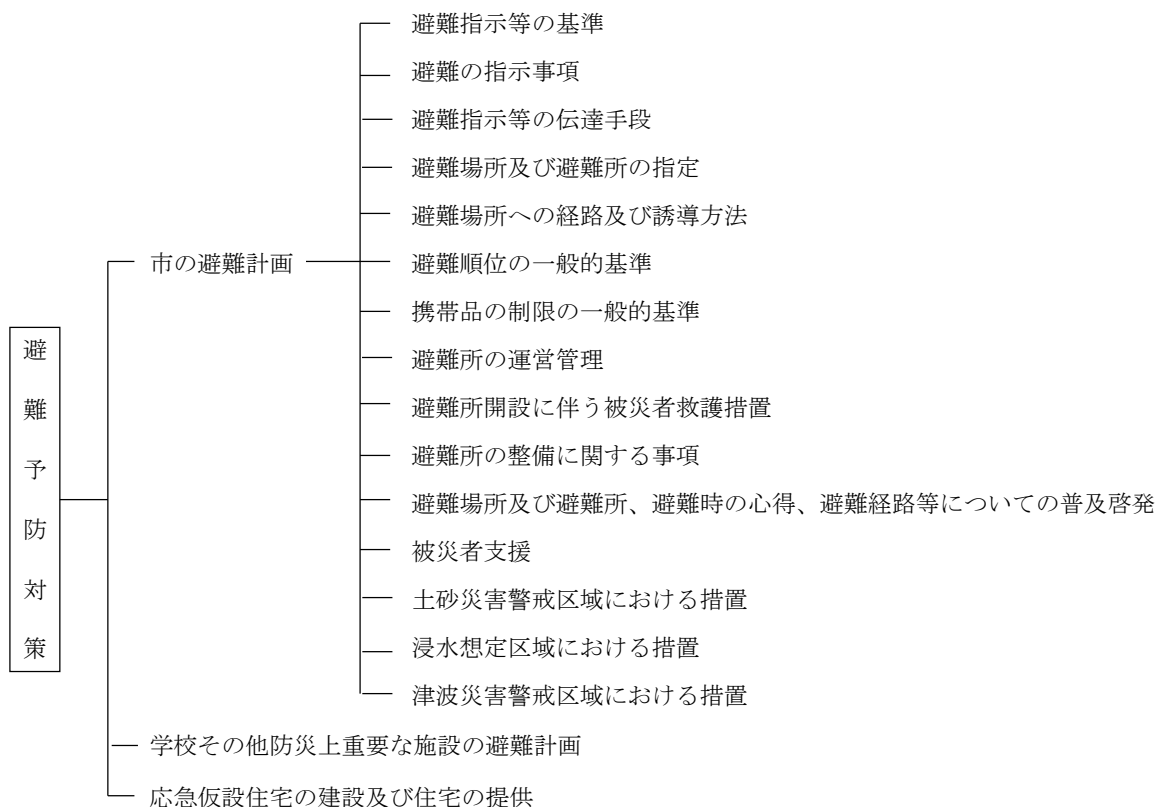 避難予防対策
市の避難計画
避難指示等の基準
避難の指示事項
避難指示等の伝達手段
避難場所及び避難所の指定
避難場所への経路及び誘導方法
避難順位の一般的基準
携帯品の制限の一般的基準
避難所の運営管理
避難所開設に伴う被災者救護措置
避難所の整備に関する事項
避難場所及び避難所、避難時の心得、避難経路等についての普及啓発
被災者支援
土砂災害警戒区域における措置
浸水想定区域における措置
津波災害警戒区域における措置
学校その他防災上重要な施設の避難計画
応急仮設住宅の建設及び住宅の提供